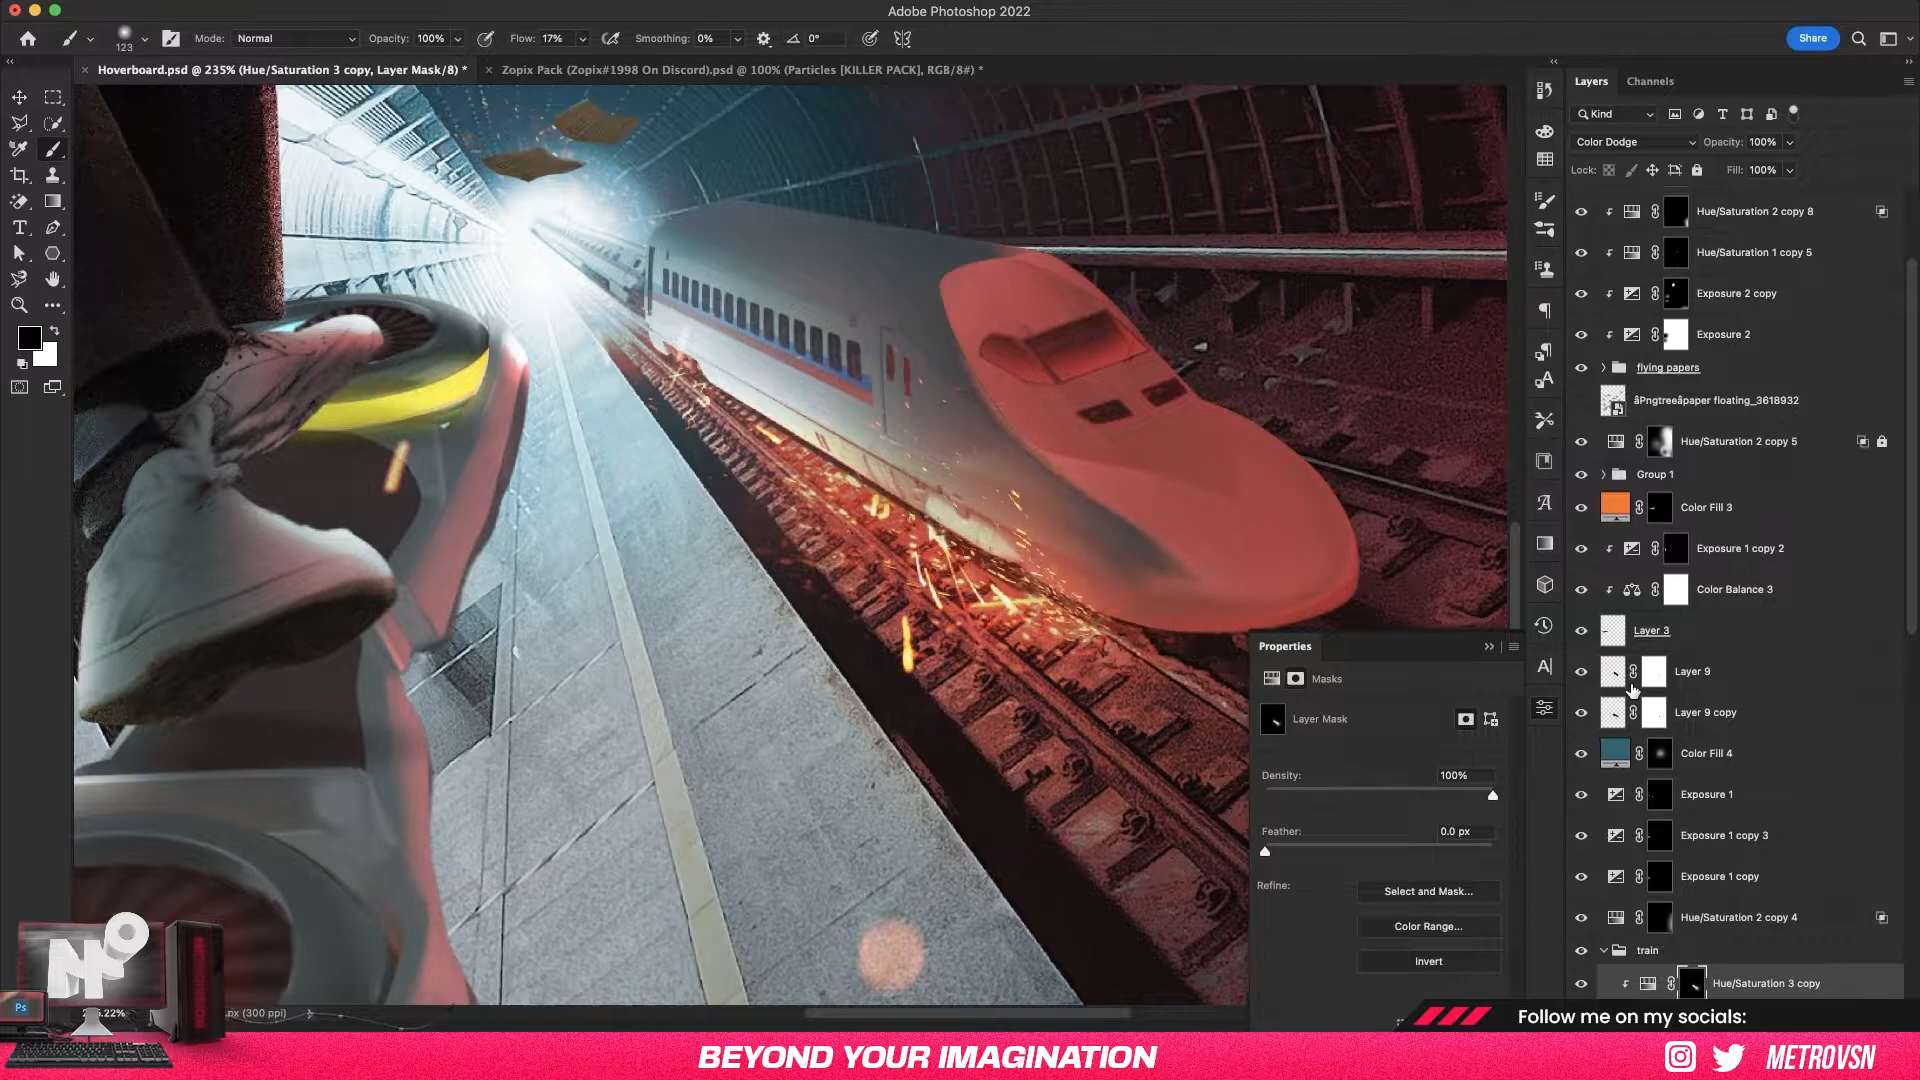 Adobe Photoshop 2022
123
Mode: Normal
Opacity: 100%
Flow: 17%
Smoothing: 0%
0°
Share
Hoverboard.psd @ 235% (Hue/Saturation 3 copy, Layer Mask/8) *
Zopix Pack (Zopix#1998 On Discord).psd @ 100% (Particles [KILLER PACK], RGB/8#) *
Layers
Channels
Kind
Color Dodge
Opacity: 100%
Lock:
Fill: 100%
Hue/Saturation 2 copy 8
Hue/Saturation 1 copy 5
Exposure 2 copy
Exposure 2
flying papers
âPngtreeâpaper floating_3618932
Hue/Saturation 2 copy 5
Group 1
Color Fill 3
Exposure 1 copy 2
Color Balance 3
Layer 3
Layer 9
Layer 9 copy
Color Fill 4
Exposure 1
Exposure 1 copy 3
Exposure 1 copy
Hue/Saturation 2 copy 4
train
Hue/Saturation 3 copy
Properties
Masks
Layer Mask
Density: 100%
Feather: 0.0 px
Refine:
Select and Mask...
Color Range...
Invert
Ps
.22%
px (300 ppi)
Follow me on my socials:
BEYOND YOUR IMAGINATION
METROVSN